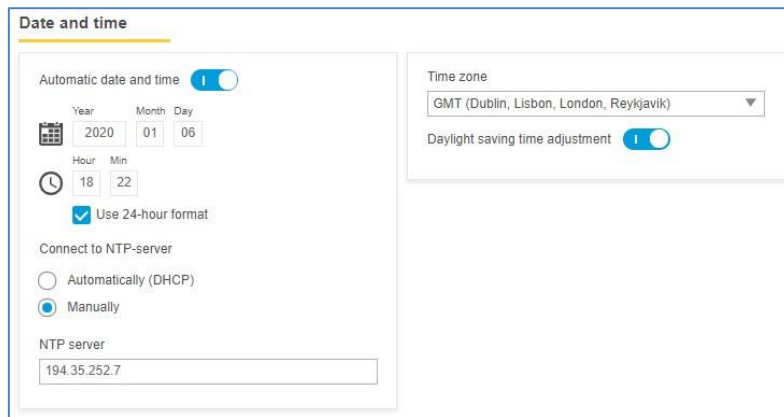 Date and time
Automatic date and time
Year Month Day
2020 01 06
Hour Min
18 22
Use 24-hour format
Connect to NTP-server
Automatically (DHCP)
Manually
NTP server
194.35.252.7
Time zone
GMT (Dublin, Lisbon, London, Reykjavik)
Daylight saving time adjustment